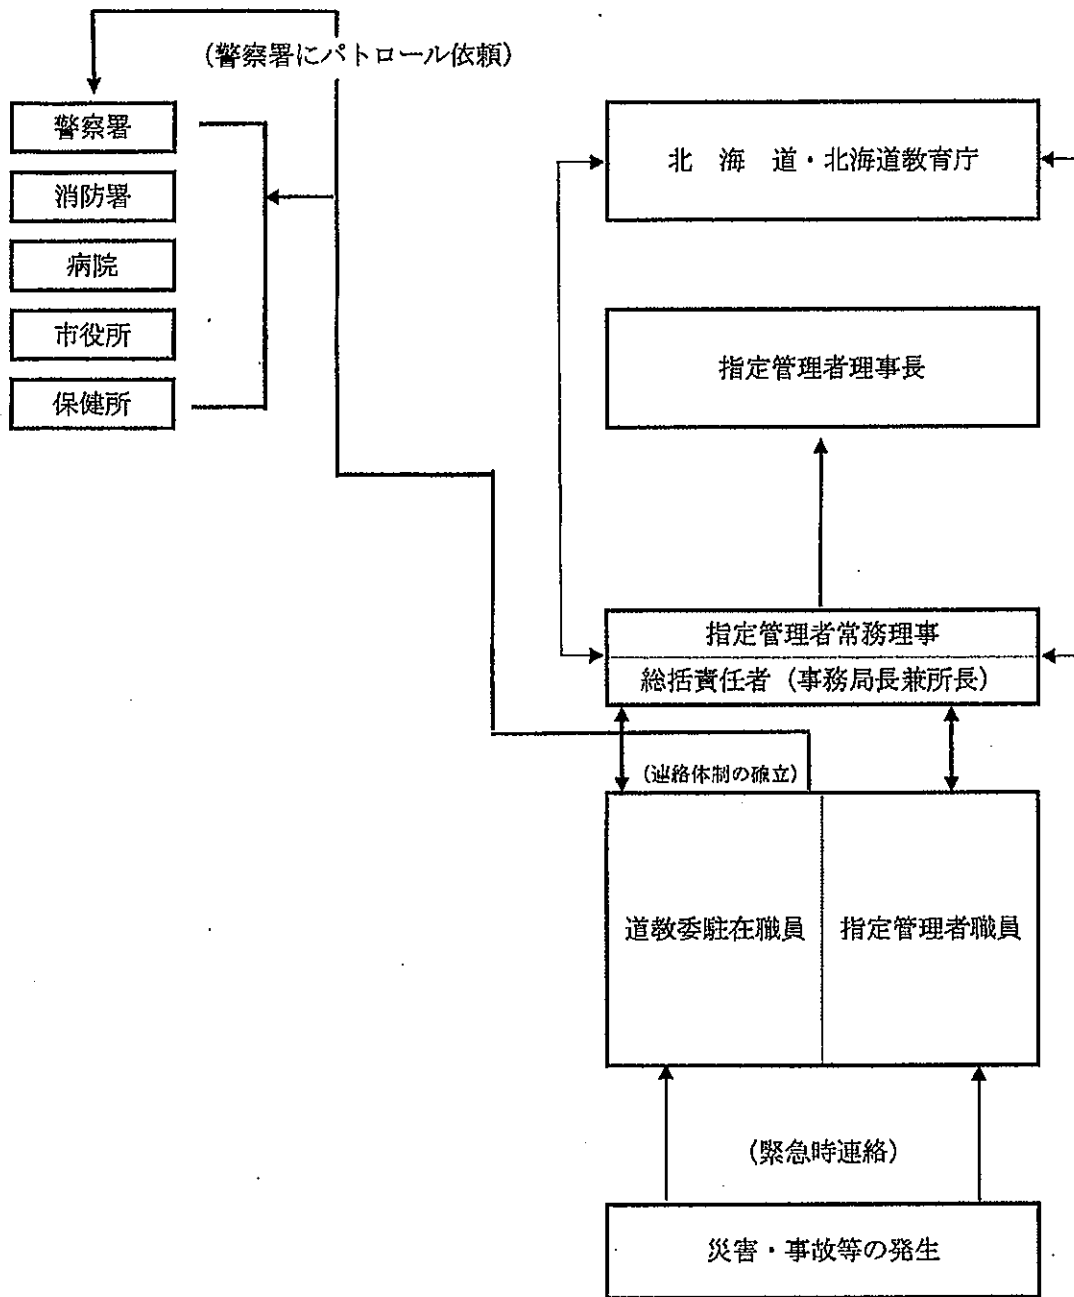 (警察署にパトロール依頼)
警察署
消防署
病院
市役所
保健所
北 海 道・北海道教育庁
指定管理者理事長
指定管理者常務理事
総括責任者（事務局長兼所長）
(連絡体制の確立)
道教委駐在職員
指定管理者職員
(緊急時連絡)
災害・事故等の発生